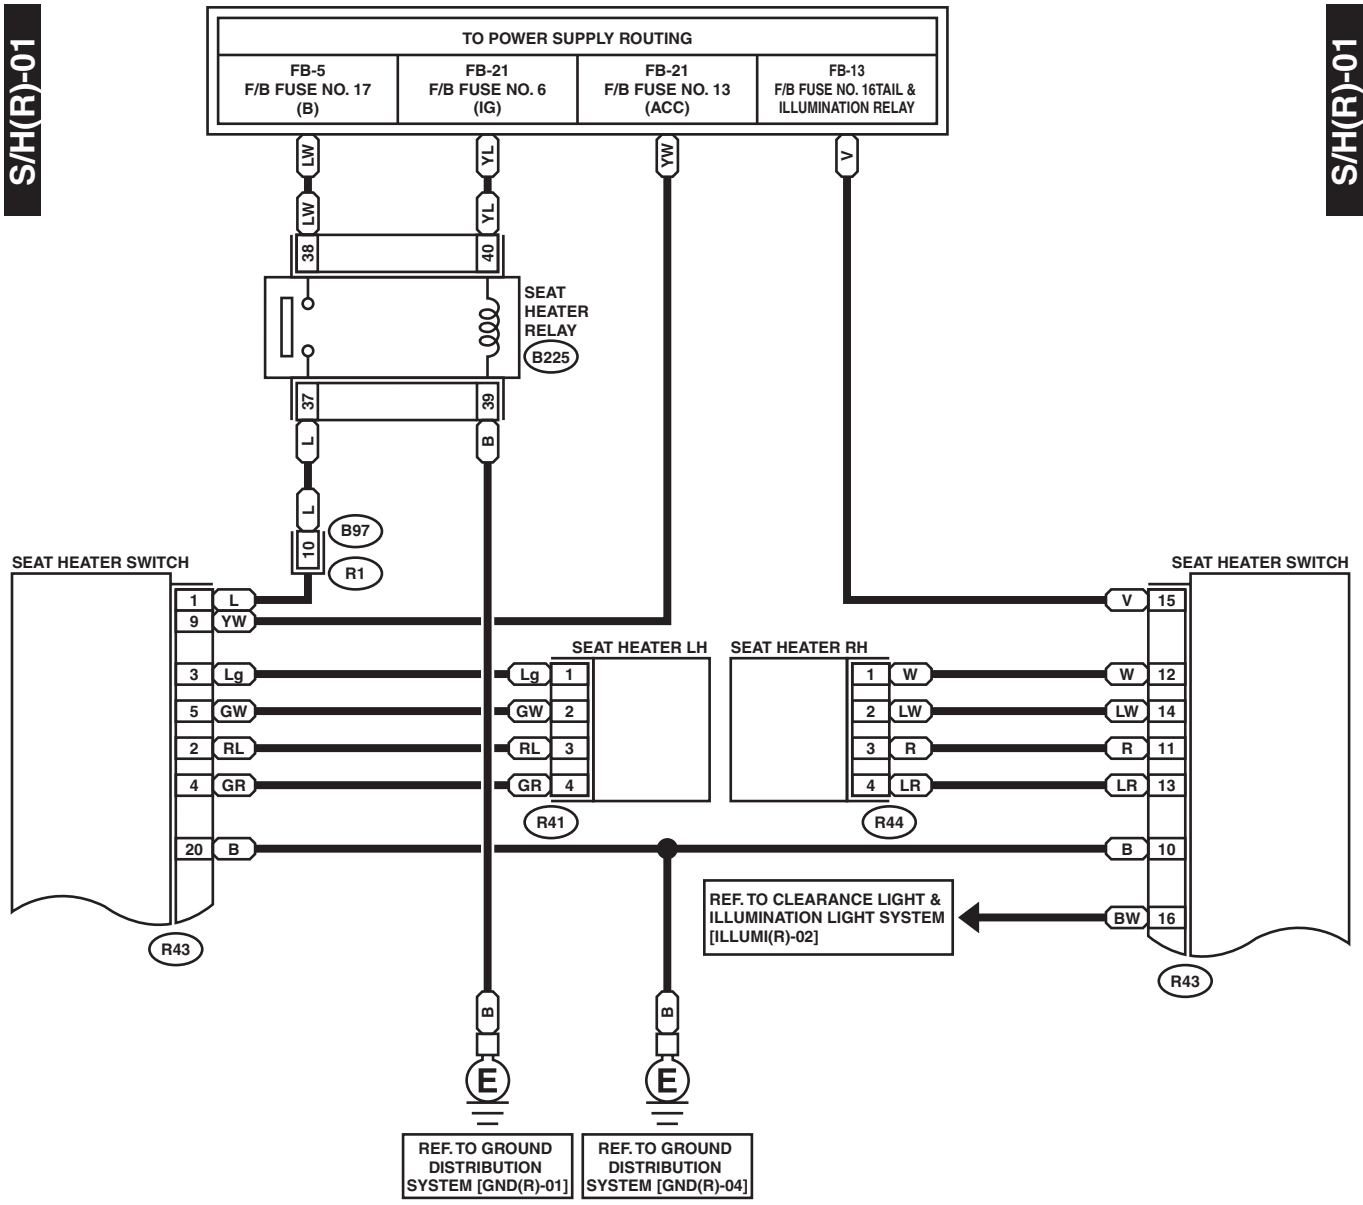 S/H(R)-01
S/H(R)-01
TO POWER SUPPLY ROUTING
FB-5
F/B FUSE NO. 17
(B)
FB-21
F/B FUSE NO. 6
(IG)
FB-21
F/B FUSE NO. 13
(ACC)
FB-13
F/B FUSE NO. 16TAIL &
ILLUMINATION RELAY
LW
YL
YW
V
LW
YL
38
40
SEAT
HEATER
RELAY
B225
37
39
L
B
L
10
B97
R1
SEAT HEATER SWITCH
1 L
9 YW
3 Lg
5 GW
2 RL
4 GR
20 B
R43
SEAT HEATER LH
Lg 1
GW 2
RL 3
GR 4
R41
SEAT HEATER RH
1 W
2 LW
3 R
4 LR
R44
SEAT HEATER SWITCH
V 15
W 12
LW 14
R 11
LR 13
B 10
BW 16
R43
REF. TO CLEARANCE LIGHT &
ILLUMINATION LIGHT SYSTEM
[ILLUMI(R)-02]
B
B
E
E
REF. TO GROUND
DISTRIBUTION
SYSTEM [GND(R)-01]
REF. TO GROUND
DISTRIBUTION
SYSTEM [GND(R)-04]